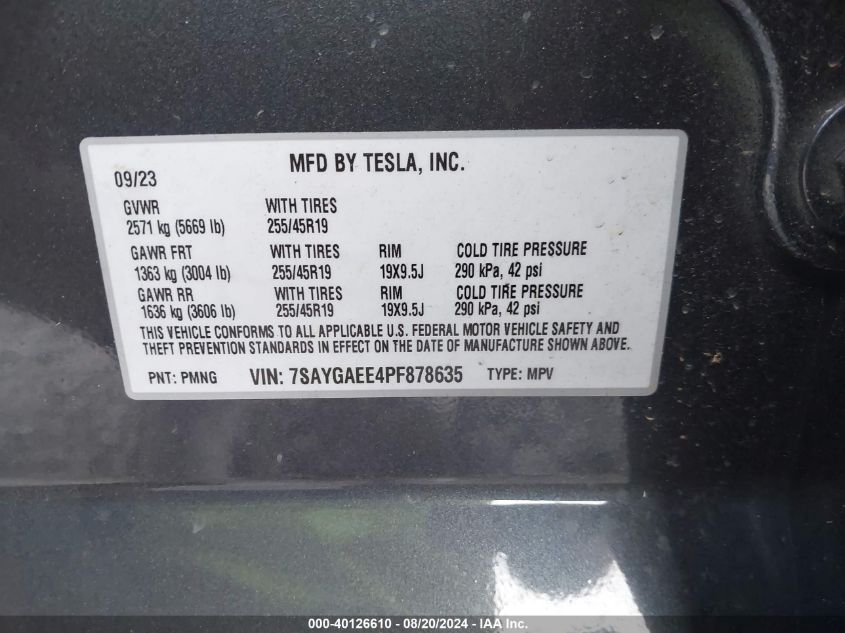 MFD BY TESLA, INC.
09/23
GVWR WITH TIRES
2571 kg (5669 lb) 255/45R19
GAWR FRT WITH TIRES RIM COLD TIRE PRESSURE
1363 kg (3004 lb) 255/45R19 19X9.5J 290 kPa, 42 psi
GAWR RR WITH TIRES RIM COLD TIRE PRESSURE
1636 kg (3606 lb) 255/45R19 19X9.5J 290 kPa, 42 psi
THIS VEHICLE CONFORMS TO ALL APPLICABLE U.S. FEDERAL MOTOR VEHICLE SAFETY AND
THEFT PREVENTION STANDARDS IN EFFECT ON THE DATE OF MANUFACTURE SHOWN ABOVE.
PNT: PMNG VIN: 7SAYGAEE4PF878635 TYPE: MPV
000-40126610 - 08/20/2024 - IAA Inc.